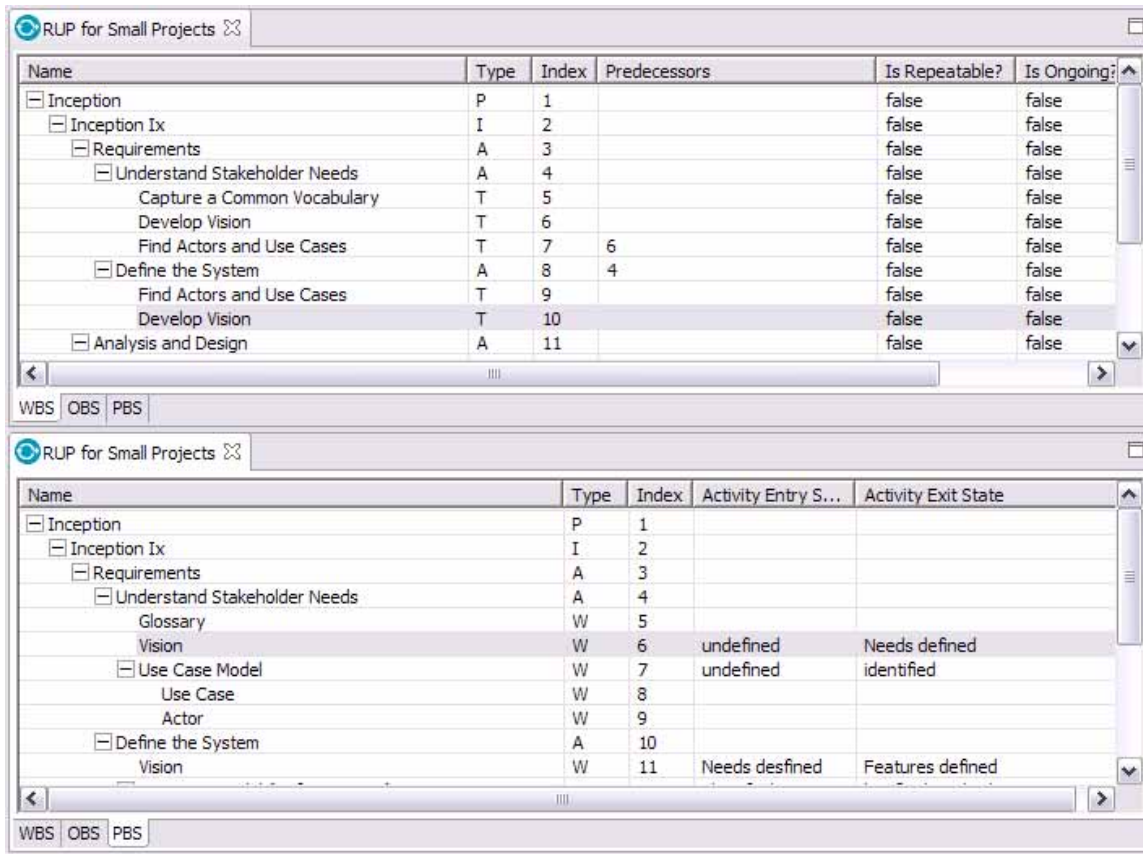 RUP for Small Projects
Name Type Index Predecessors Is Repeatable? Is Ongoing?
Inception P 1 false false
Inception Ix I 2 false false
Requirements A 3 false false
Understand Stakeholder Needs A 4 false false
Capture a Common Vocabulary T 5 false false
Develop Vision T 6 false false
Find Actors and Use Cases T 7 6 false false
Define the System A 8 4 false false
Find Actors and Use Cases T 9 false false
Develop Vision T 10 false false
Analysis and Design A 11 false false
WBS OBS PBS
RUP for Small Projects
Name Type Index Activity Entry S... Activity Exit State
Inception P 1
Inception Ix I 2
Requirements A 3
Understand Stakeholder Needs A 4
Glossary W 5
Vision W 6 undefined Needs defined
Use Case Model W 7 undefined identified
Use Case W 8
Actor W 9
Define the System A 10
Vision W 11 Needs desfined Features defined
WBS OBS PBS